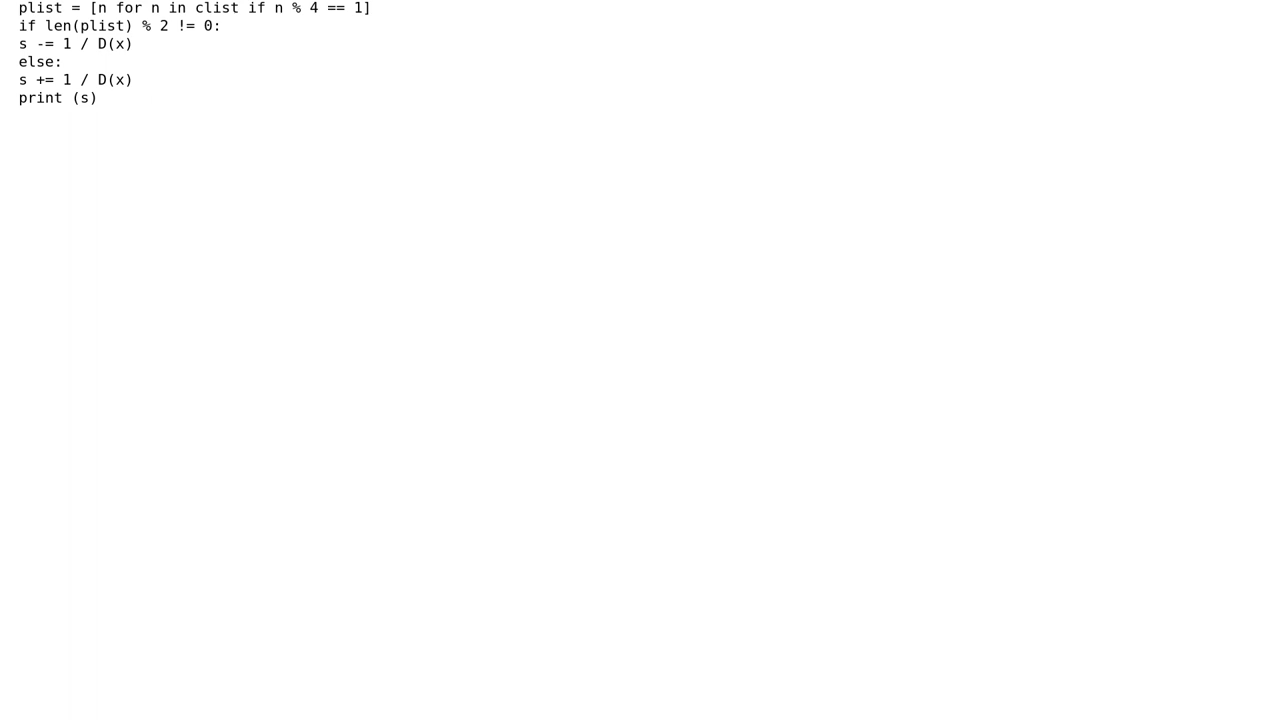 plist = [n for n in clist if n % 4 == 1]
if len(plist) % 2 != 0:
s -= 1 / D(x)
else:
s += 1 / D(x)
print (s)